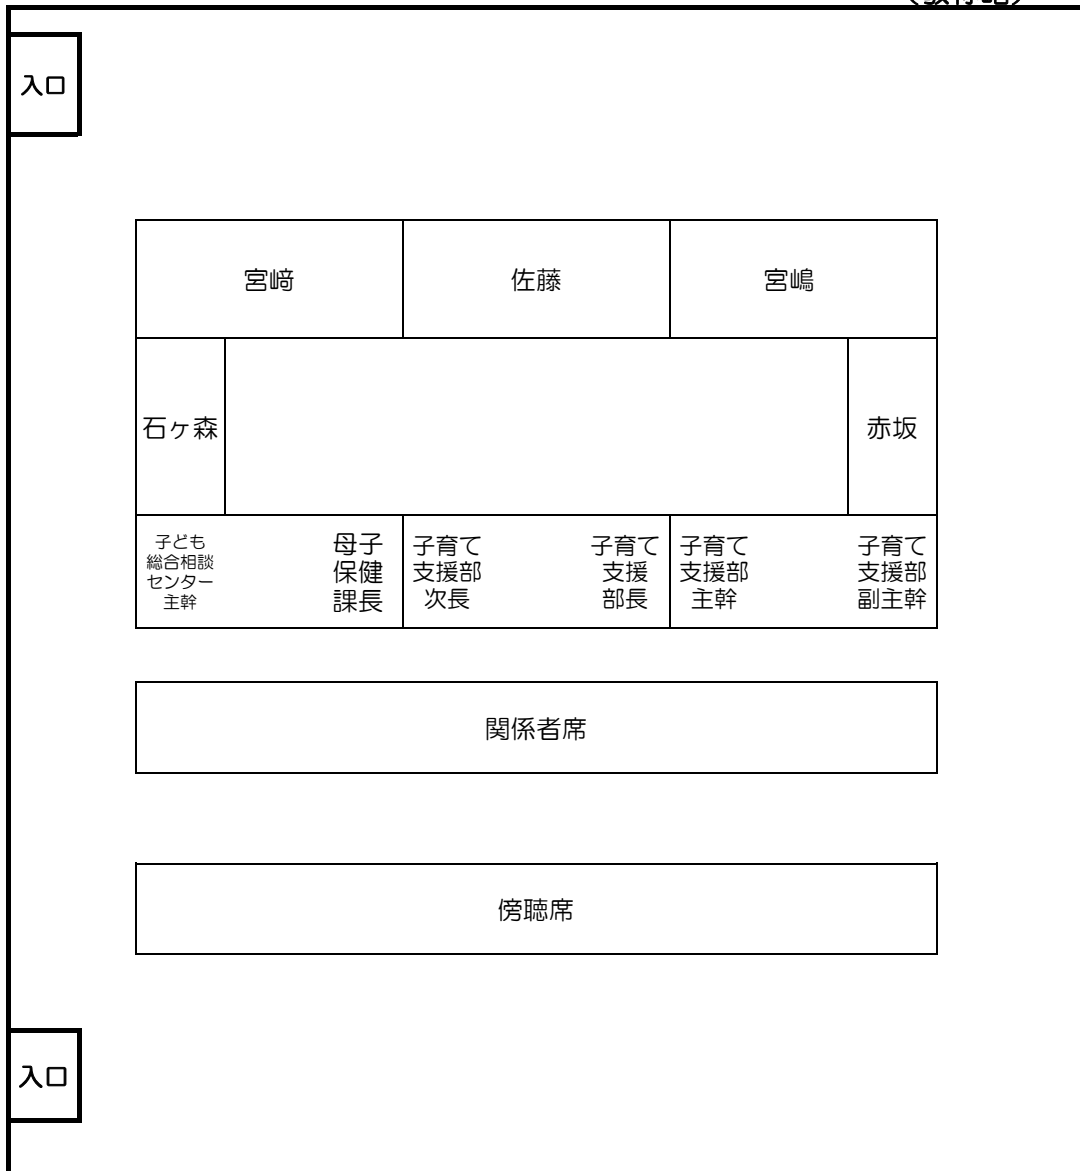 入口
宮﨑
佐藤
宮嶋
石ヶ森
赤坂
子ども
総合相談
センター
主幹
母子
保健
課長
子育て
支援部
次長
子育て
支援
部長
子育て
支援部
主幹
子育て
支援部
副主幹
関係者席
傍聴席
入口